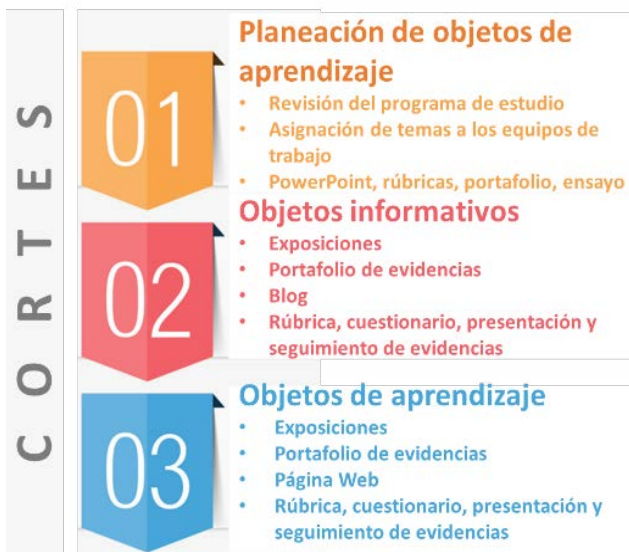 CORTES
01
Planeación de objetos de
aprendizaje
• Revisión del programa de estudio
• Asignación de temas a los equipos de
trabajo
• PowerPoint, rúbricas, portafolio, ensayo
02
Objetos informativos
• Exposiciones
• Portafolio de evidencias
• Blog
• Rúbrica, cuestionario, presentación y
seguimiento de evidencias
03
Objetos de aprendizaje
• Exposiciones
• Portafolio de evidencias
• Página Web
• Rúbrica, cuestionario, presentación y
seguimiento de evidencias